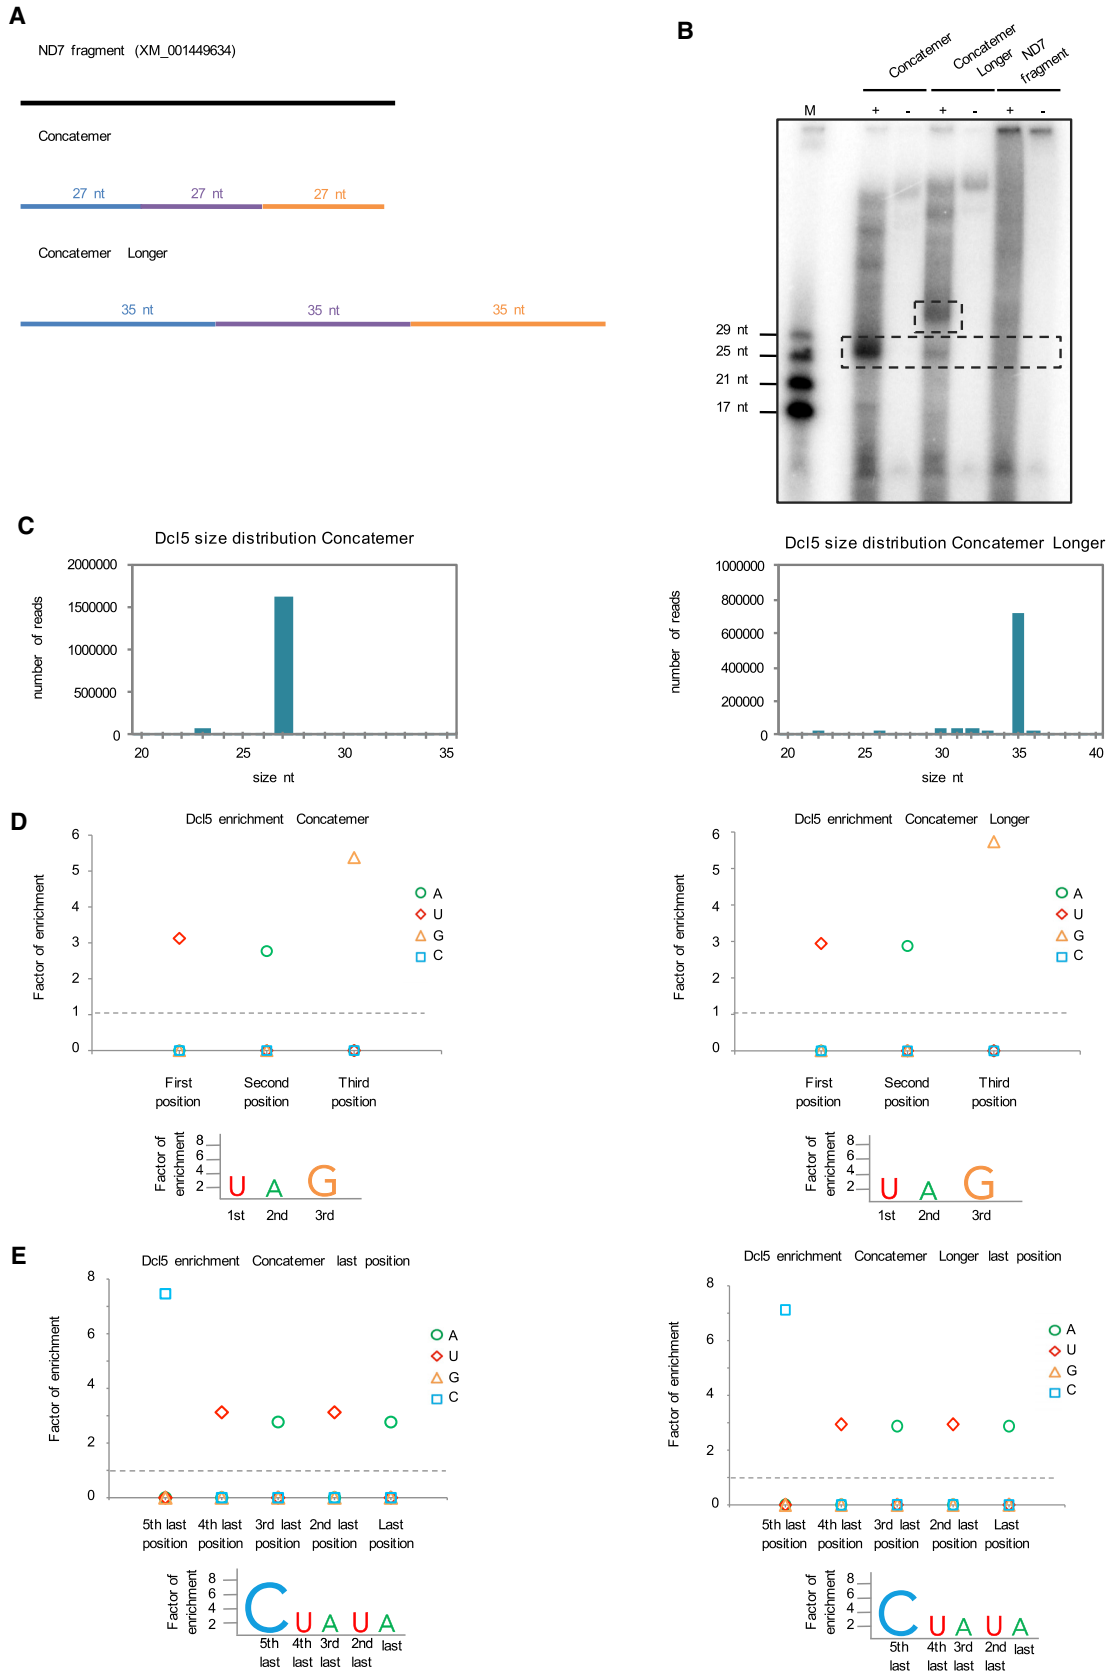 A
ND7 fragment (XM_001449634)
Concatemer
27 nt 27 nt 27 nt
Concatemer Longer
35 nt 35 nt 35 nt
B
Concatemer
Concatemer
Longer
ND7
fragment
M + - + - + -
29 nt
25 nt
21 nt
17 nt
C
Dcl5 size distribution Concatemer
number of reads
2000000
1500000
1000000
500000
0
20 25 30 35
size nt
Dcl5 size distribution Concatemer Longer
number of reads
1000000
800000
600000
400000
200000
0
20 25 30 35 40
size nt
D
Dcl5 enrichment Concatemer
Factor of enrichment
6
5
4
3
2
1
0
A
U
G
C
First Second Third
position position position
Factor of
enrichment
8
6
4
2
U A G
1st 2nd 3rd
Dcl5 enrichment Concatemer Longer
Factor of enrichment
6
5
4
3
2
1
0
A
U
G
C
First Second Third
position position position
Factor of
enrichment
8
6
4
2
U A G
1st 2nd 3rd
E
Dcl5 enrichment Concatemer last position
Factor of enrichment
8
6
4
2
0
A
U
G
C
5th last 4th last 3rd last 2nd last Last
position position position position position
Factor of
enrichment
8
6
4
2
C U A U A
5th 4th 3rd 2nd last
last last last last
Dcl5 enrichment Concatemer Longer last position
Factor of enrichment
8
6
4
2
0
A
U
G
C
5th last 4th last 3rd last 2nd last Last
position position position position position
Factor of
enrichment
8
6
4
2
C U A U A
5th 4th 3rd 2nd last
last last last last